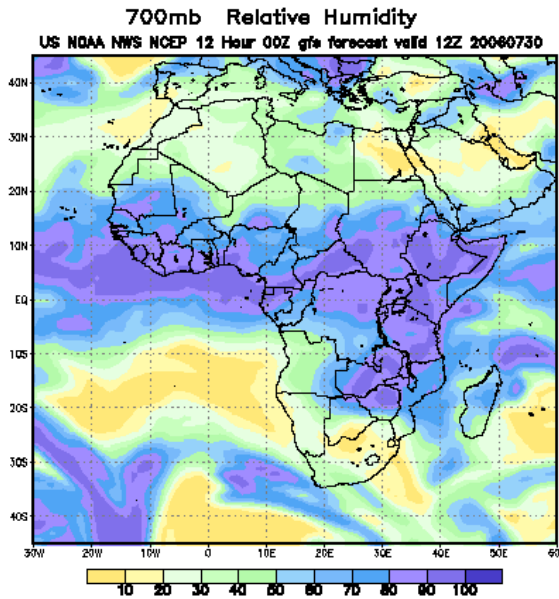 700mb Relative Humidity
US NOAA NWS NCEP 12 Hour 00Z gfs forecast valid 12Z 20060730
40N
30N
20N
10N
EQ
10S
20S
30S
40S
30W 20W 10W 0 10E 20E 30E 40E 50E 60
10 20 30 40 50 60 70 80 90 100